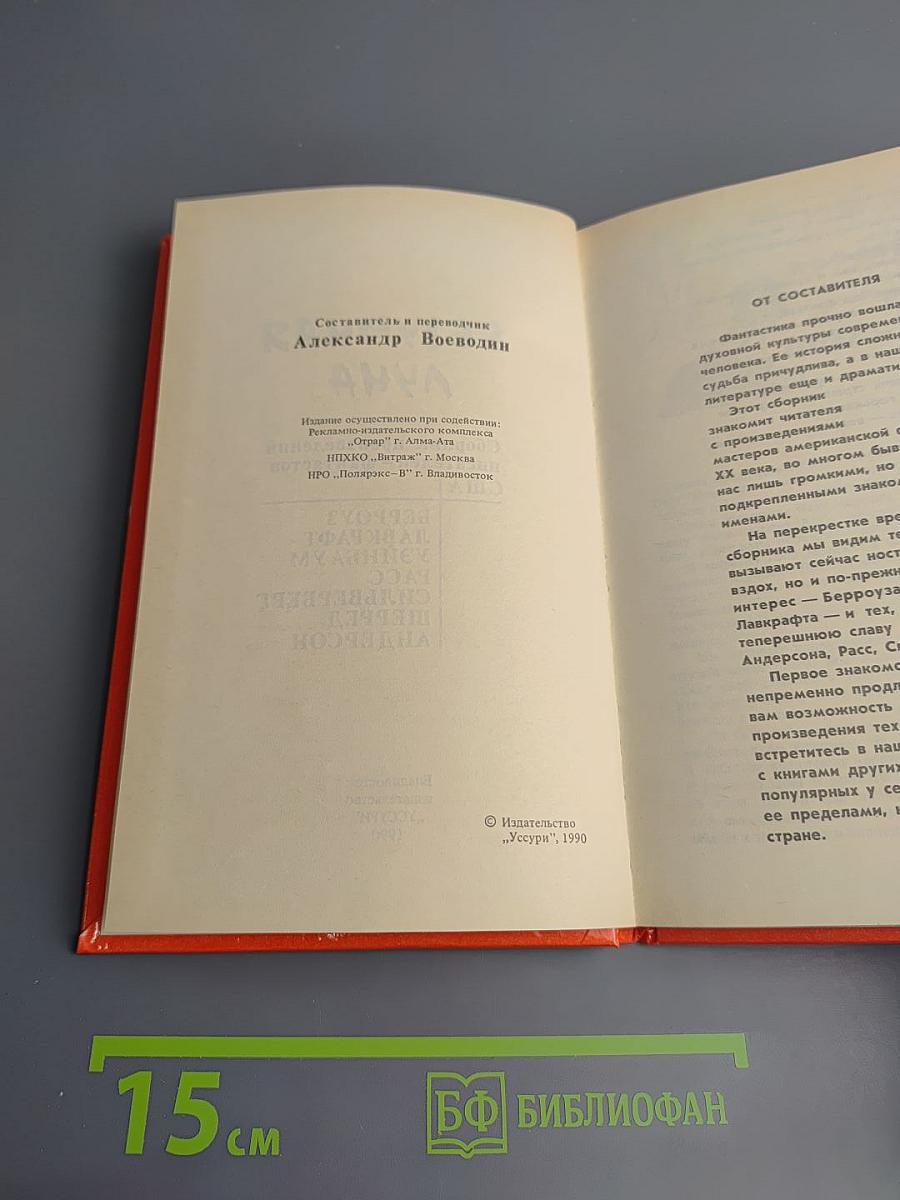 Составитель и переводчик
Александр Воеводин
Издание осуществлено при содействии:
Рекламно-издательского комплекса
„Отрар" г. Алма-Ата
НПХКО „Витраж" г. Москва
НРО „Полярэкс–В" г. Владивосток
© Издательство
„Уссури", 1990
ОТ СОСТАВИТЕЛЯ
Фантастика прочно вошла
духовной культуры современ
человека. Ее история сложн
судьба причудлива, а в наш
литературе еще и драмати
Этот сборник
знакомит читателя
с произведениями
мастеров американской ф
XX века, во многом быв
нас лишь громкими, но
подкрепленными знаком
именами.
На перекрестке вре
сборника мы видим те
вызывают сейчас ност
вздох, но и по-прежн
интерес — Берроуза
Лавкрафта — и тех,
теперешнюю славу
Андерсона, Расс, Си
Первое знакомс
непременно продл
вам возможность
произведения тех
встретитесь в наш
с книгами других
популярных у се
ее пределами, н
стране.
15 см
БФ БИБЛИОФАН